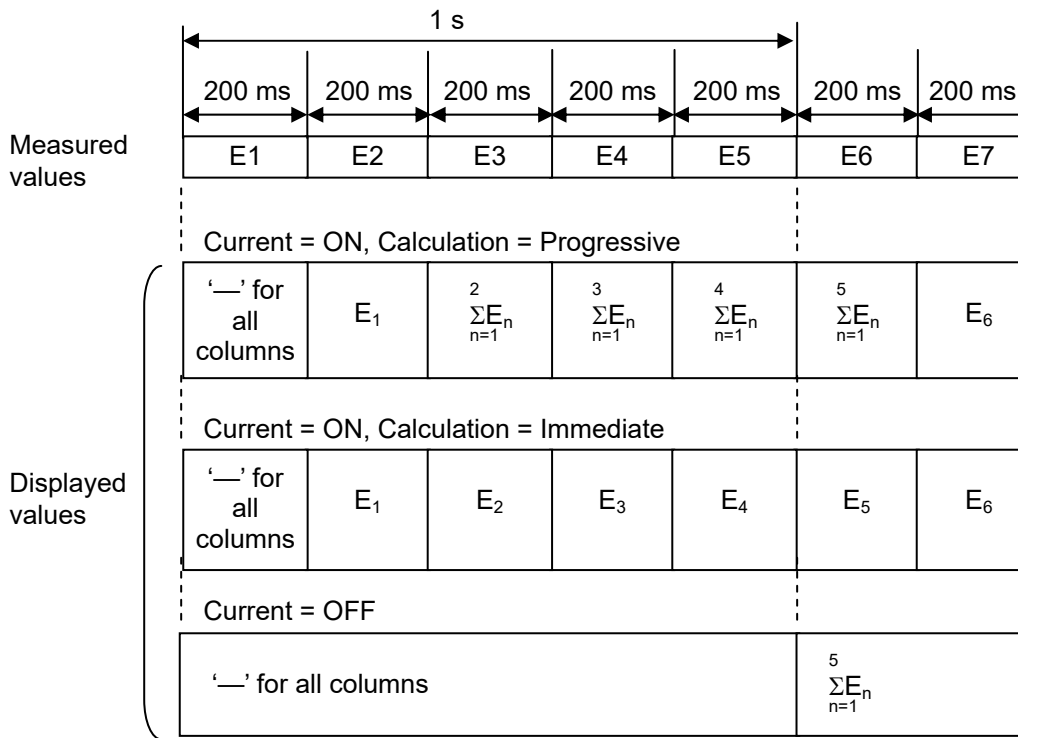 1 s
200 ms 200 ms 200 ms 200 ms 200 ms 200 ms 200 ms
Measured
values
E1 E2 E3 E4 E5 E6 E7
Current = ON, Calculation = Progressive
‘—’ for
all
columns
E₁
2
ΣEₙ
n=1
3
ΣEₙ
n=1
4
ΣEₙ
n=1
5
ΣEₙ
n=1
E₆
Displayed
values
Current = ON, Calculation = Immediate
‘—’ for
all
columns
E₁ E₂ E₃ E₄ E₅ E₆
Current = OFF
‘—’ for all columns
5
ΣEₙ
n=1